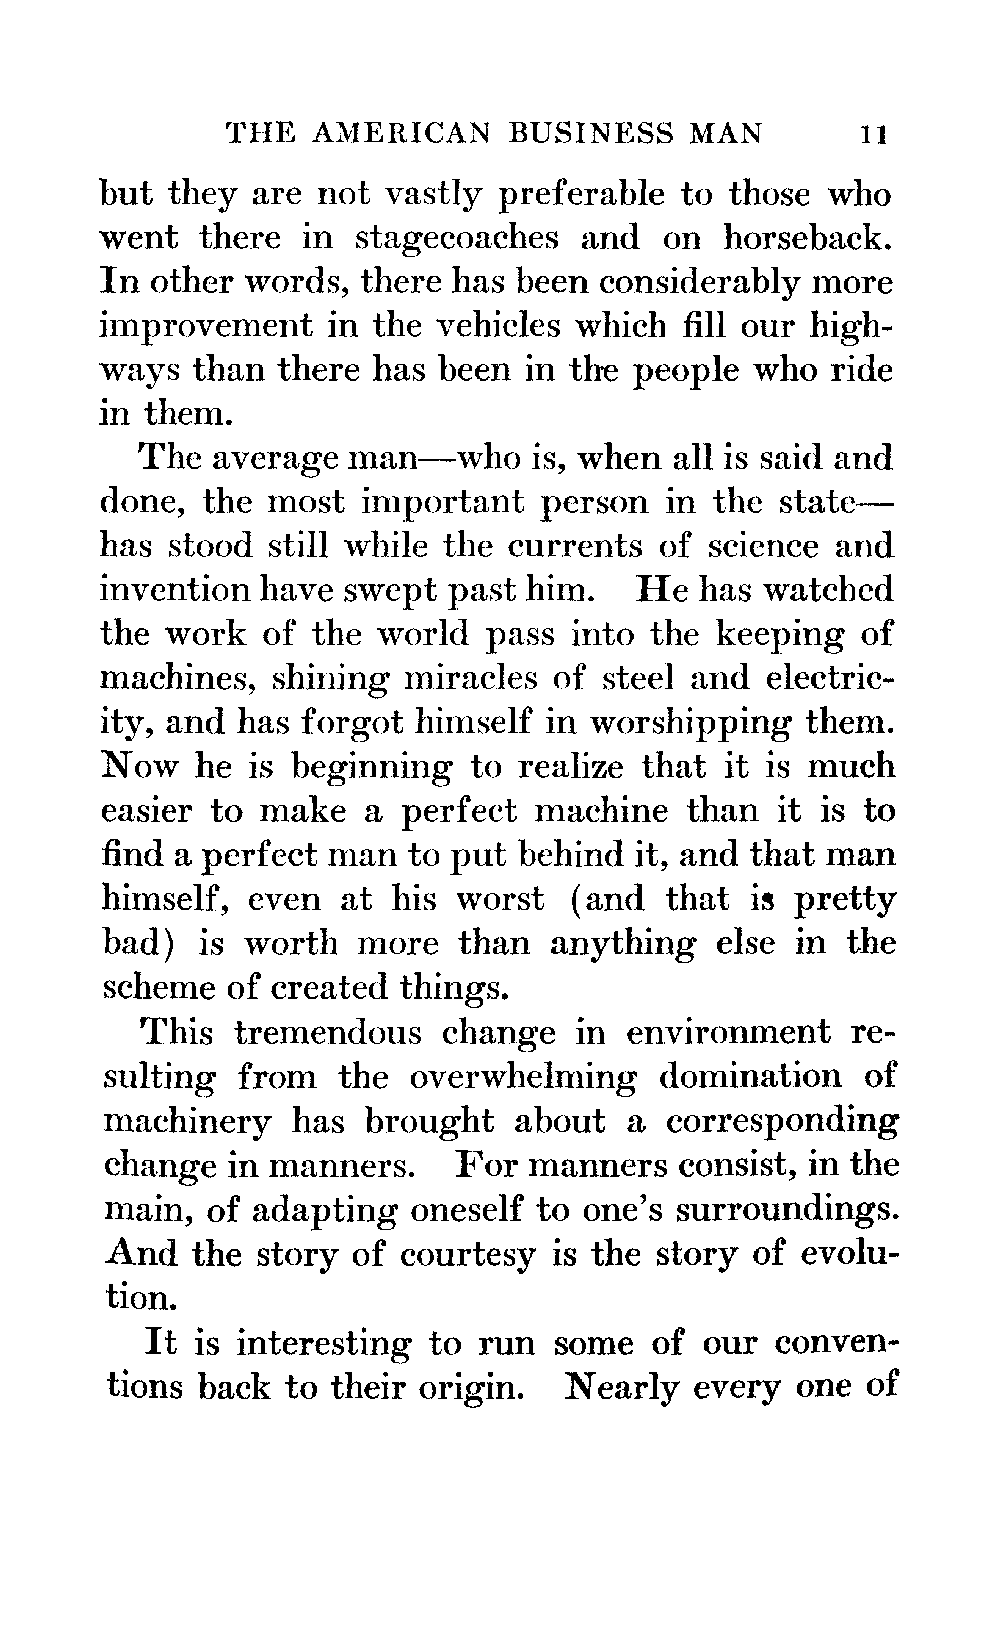 THE AMERICAN BUSINESS MAN 11
but they are not vastly preferable to those who
went there in stagecoaches and on horseback.
In other words, there has been considerably more
improvement in the vehicles which fill our high-
ways than there has been in the people who ride
in them.
The average man—who is, when all is said and
done, the most important person in the state—
has stood still while the currents of science and
invention have swept past him. He has watched
the work of the world pass into the keeping of
machines, shining miracles of steel and electric-
ity, and has forgot himself in worshipping them.
Now he is beginning to realize that it is much
easier to make a perfect machine than it is to
find a perfect man to put behind it, and that man
himself, even at his worst (and that is pretty
bad) is worth more than anything else in the
scheme of created things.
This tremendous change in environment re-
sulting from the overwhelming domination of
machinery has brought about a corresponding
change in manners. For manners consist, in the
main, of adapting oneself to one's surroundings.
And the story of courtesy is the story of evolu-
tion.
It is interesting to run some of our conven-
tions back to their origin. Nearly every one of